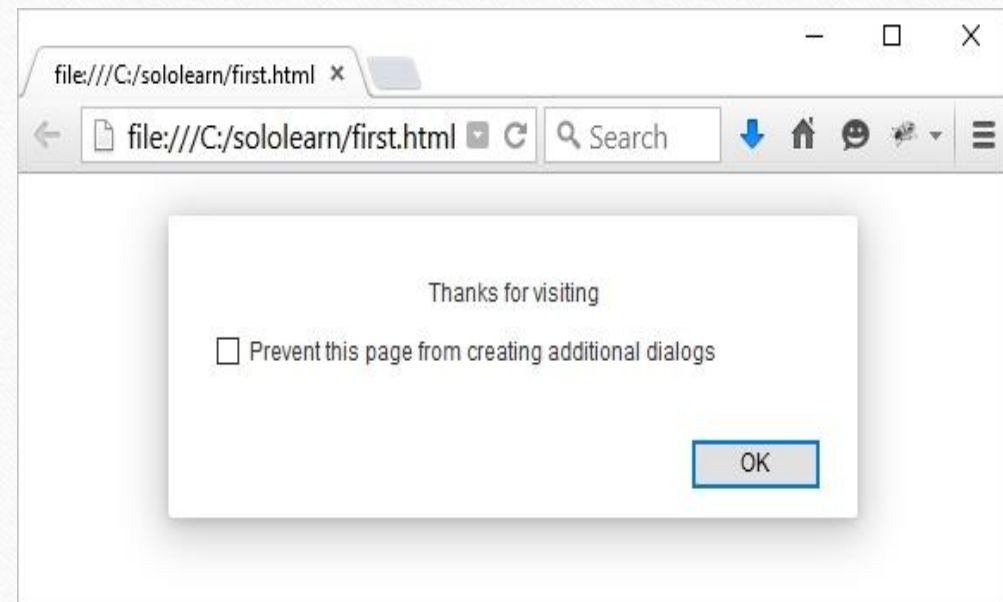 file:///C:/sololearn/first.html
file:///C:/sololearn/first.html Search
Thanks for visiting
Prevent this page from creating additional dialogs
OK